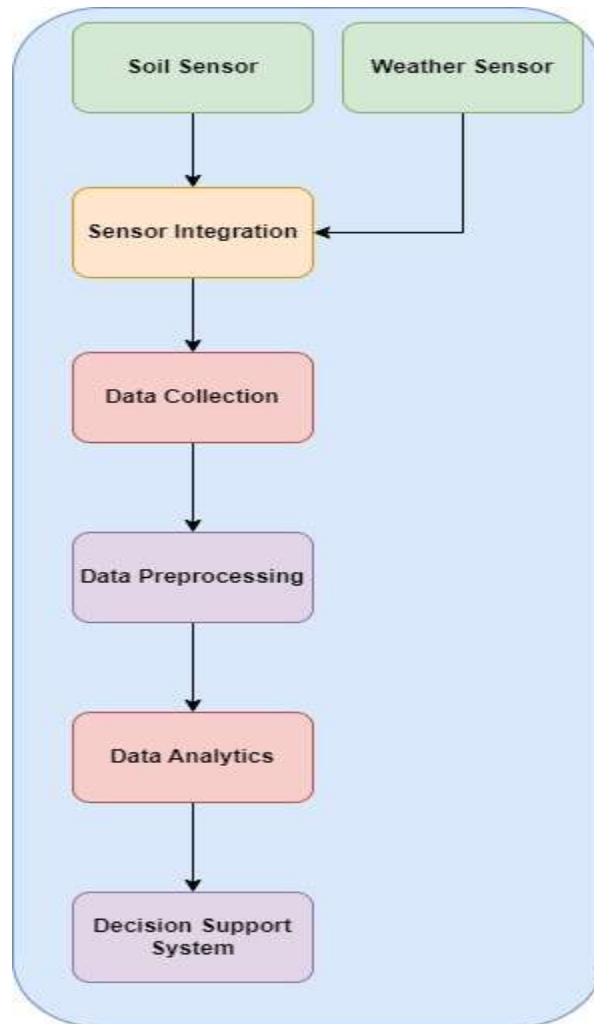 Soil Sensor
Weather Sensor
Sensor Integration
Data Collection
Data Preprocessing
Data Analytics
Decision Support
System